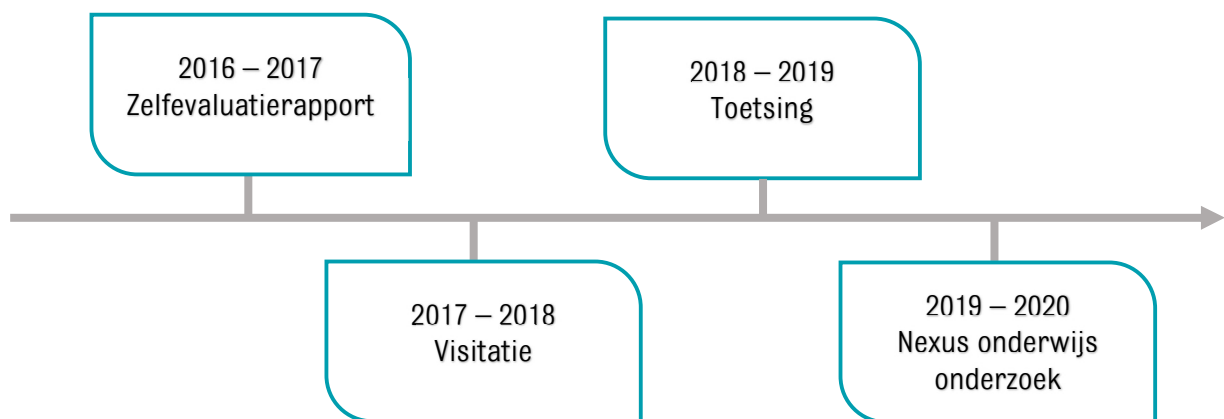 2016 – 2017
Zelfevaluatierapport
2017 – 2018
Visitatie
2018 – 2019
Toetsing
2019 – 2020
Nexus onderwijs
onderzoek